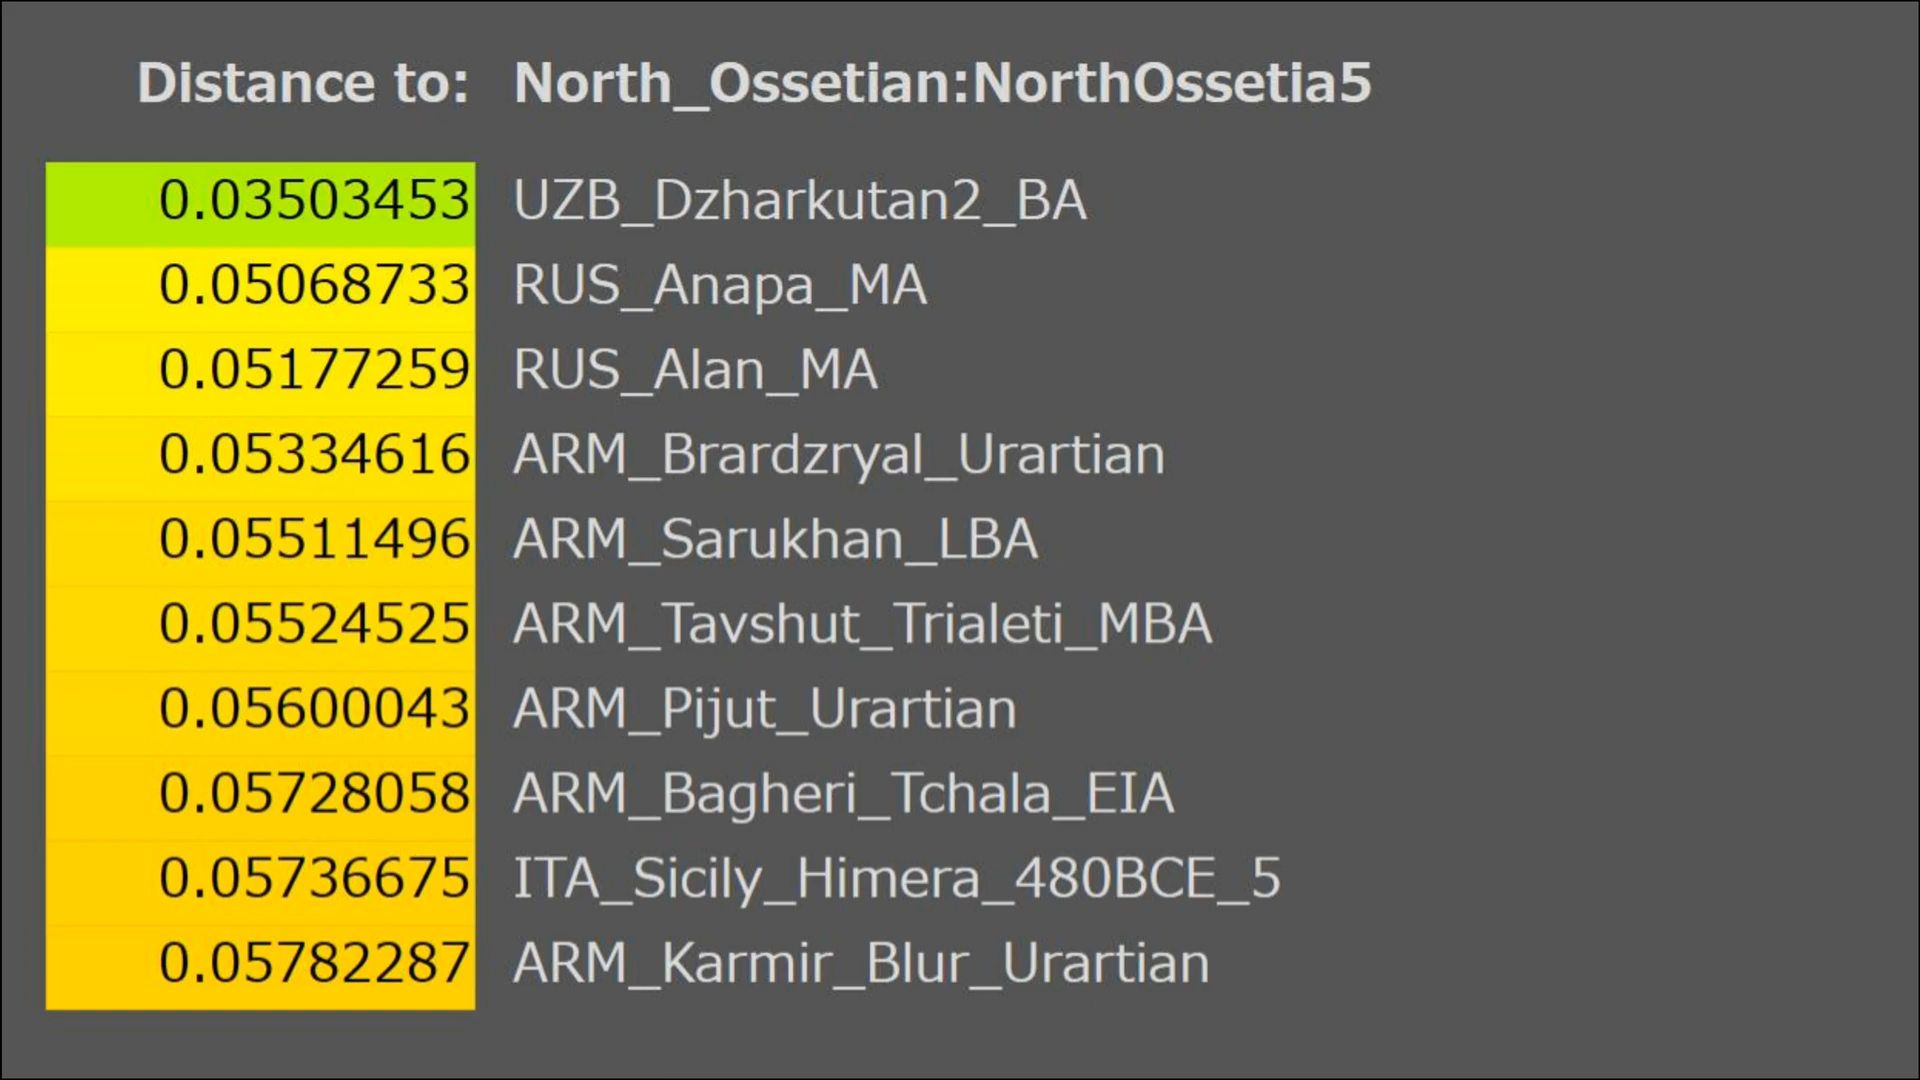 Distance to: North_Ossetian:NorthOssetia5
0.03503453 UZB_Dzharkutan2_BA
0.05068733 RUS_Anapa_MA
0.05177259 RUS_Alan_MA
0.05334616 ARM_Brardzryal_Urartian
0.05511496 ARM_Sarukhan_LBA
0.05524525 ARM_Tavshut_Trialeti_MBA
0.05600043 ARM_Pijut_Urartian
0.05728058 ARM_Bagheri_Tchala_EIA
0.05736675 ITA_Sicily_Himera_480BCE_5
0.05782287 ARM_Karmir_Blur_Urartian